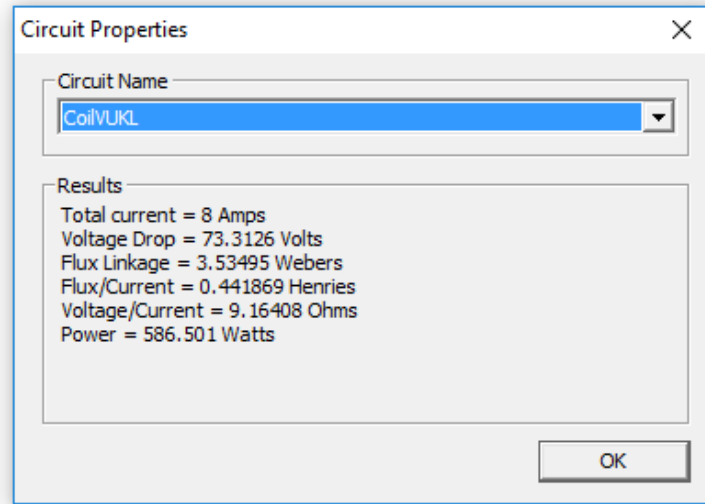 Circuit Properties
Circuit Name
CoilVUKL
Results
Total current = 8 Amps
Voltage Drop = 73.3126 Volts
Flux Linkage = 3.53495 Webers
Flux/Current = 0.441869 Henries
Voltage/Current = 9.16408 Ohms
Power = 586.501 Watts
OK